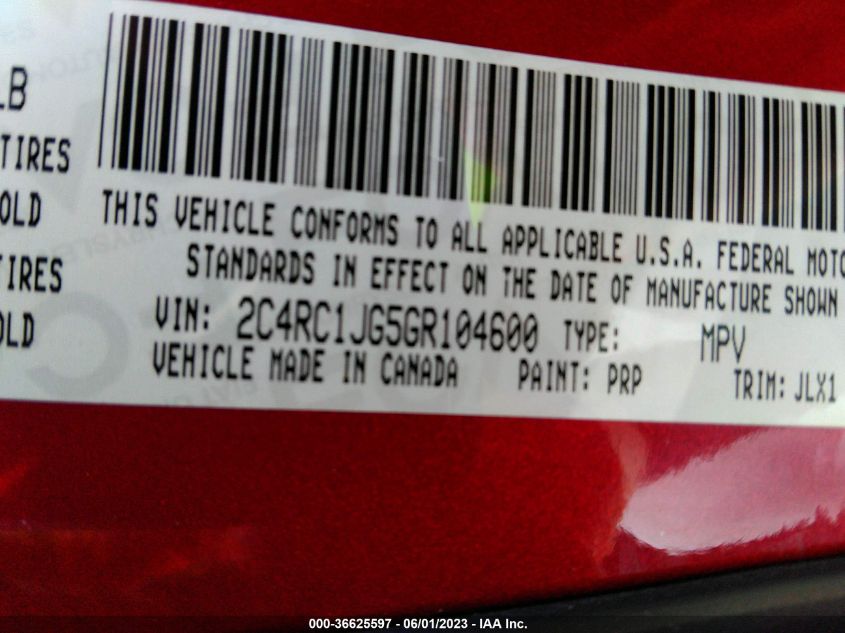 LB
TIRES
OLD
TIRES
OLD
THIS VEHICLE CONFORMS TO ALL APPLICABLE U.S.A. FEDERAL MOTO
STANDARDS IN EFFECT ON THE DATE OF MANUFACTURE SHOWN
VIN: 2C4RC1JG5GR104600 TYPE: MPV
VEHICLE MADE IN CANADA PAINT: PRP TRIM: JLX1
000-36625597 - 06/01/2023 - IAA Inc.